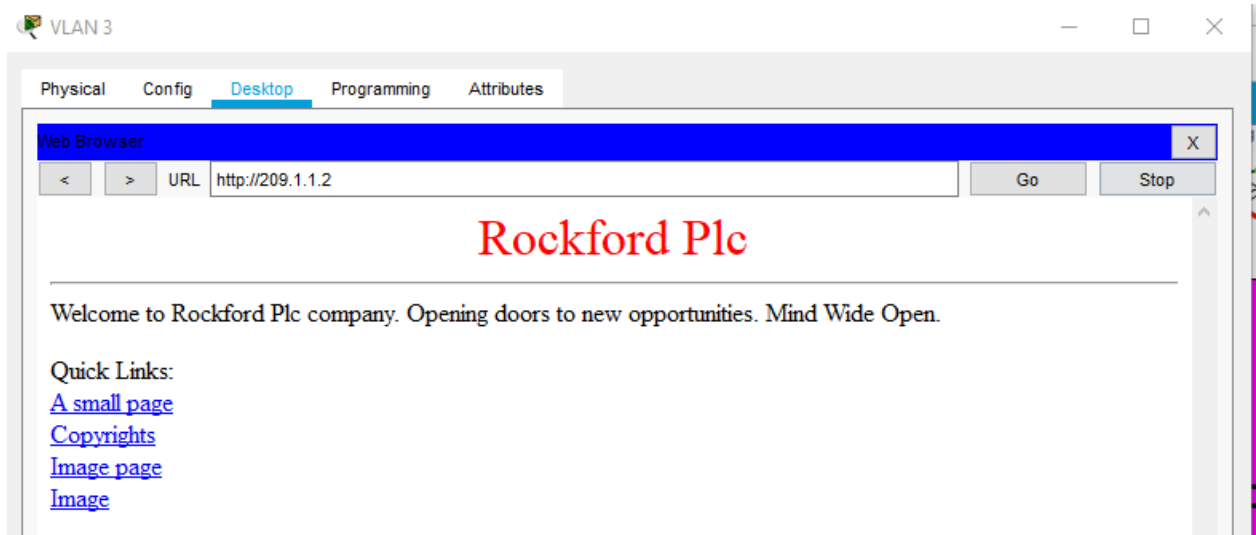 VLAN 3
Physical Config Desktop Programming Attributes
Web Browser X
< > URL http://209.1.1.2 Go Stop
Rockford Plc
Welcome to Rockford Plc company. Opening doors to new opportunities. Mind Wide Open.
Quick Links:
A small page
Copyrights
Image page
Image